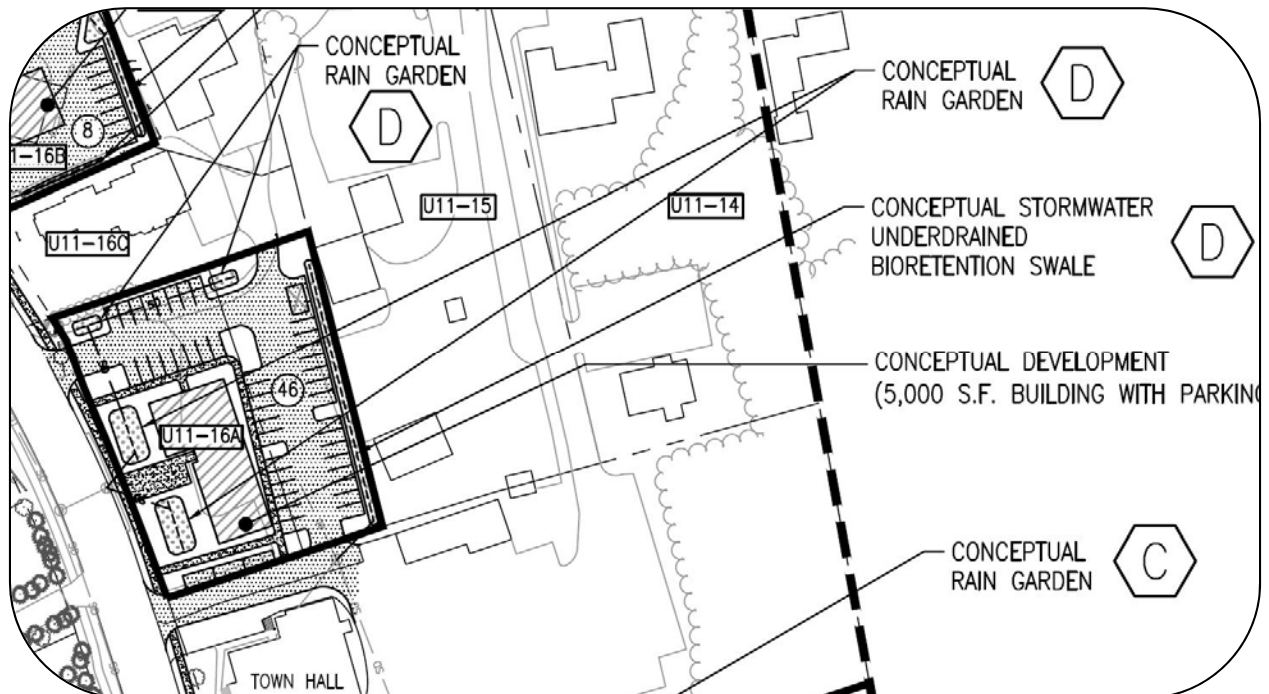 CONCEPTUAL
RAIN GARDEN
D
CONCEPTUAL
RAIN GARDEN
D
8
1-16B
U11-15
U11-14
CONCEPTUAL STORMWATER
UNDERDRAINED
BIORETENTION SWALE
D
U11-16C
CONCEPTUAL DEVELOPMENT
(5,000 S.F. BUILDING WITH PARKING
46
U11-16A
CONCEPTUAL
RAIN GARDEN
C
TOWN HALL